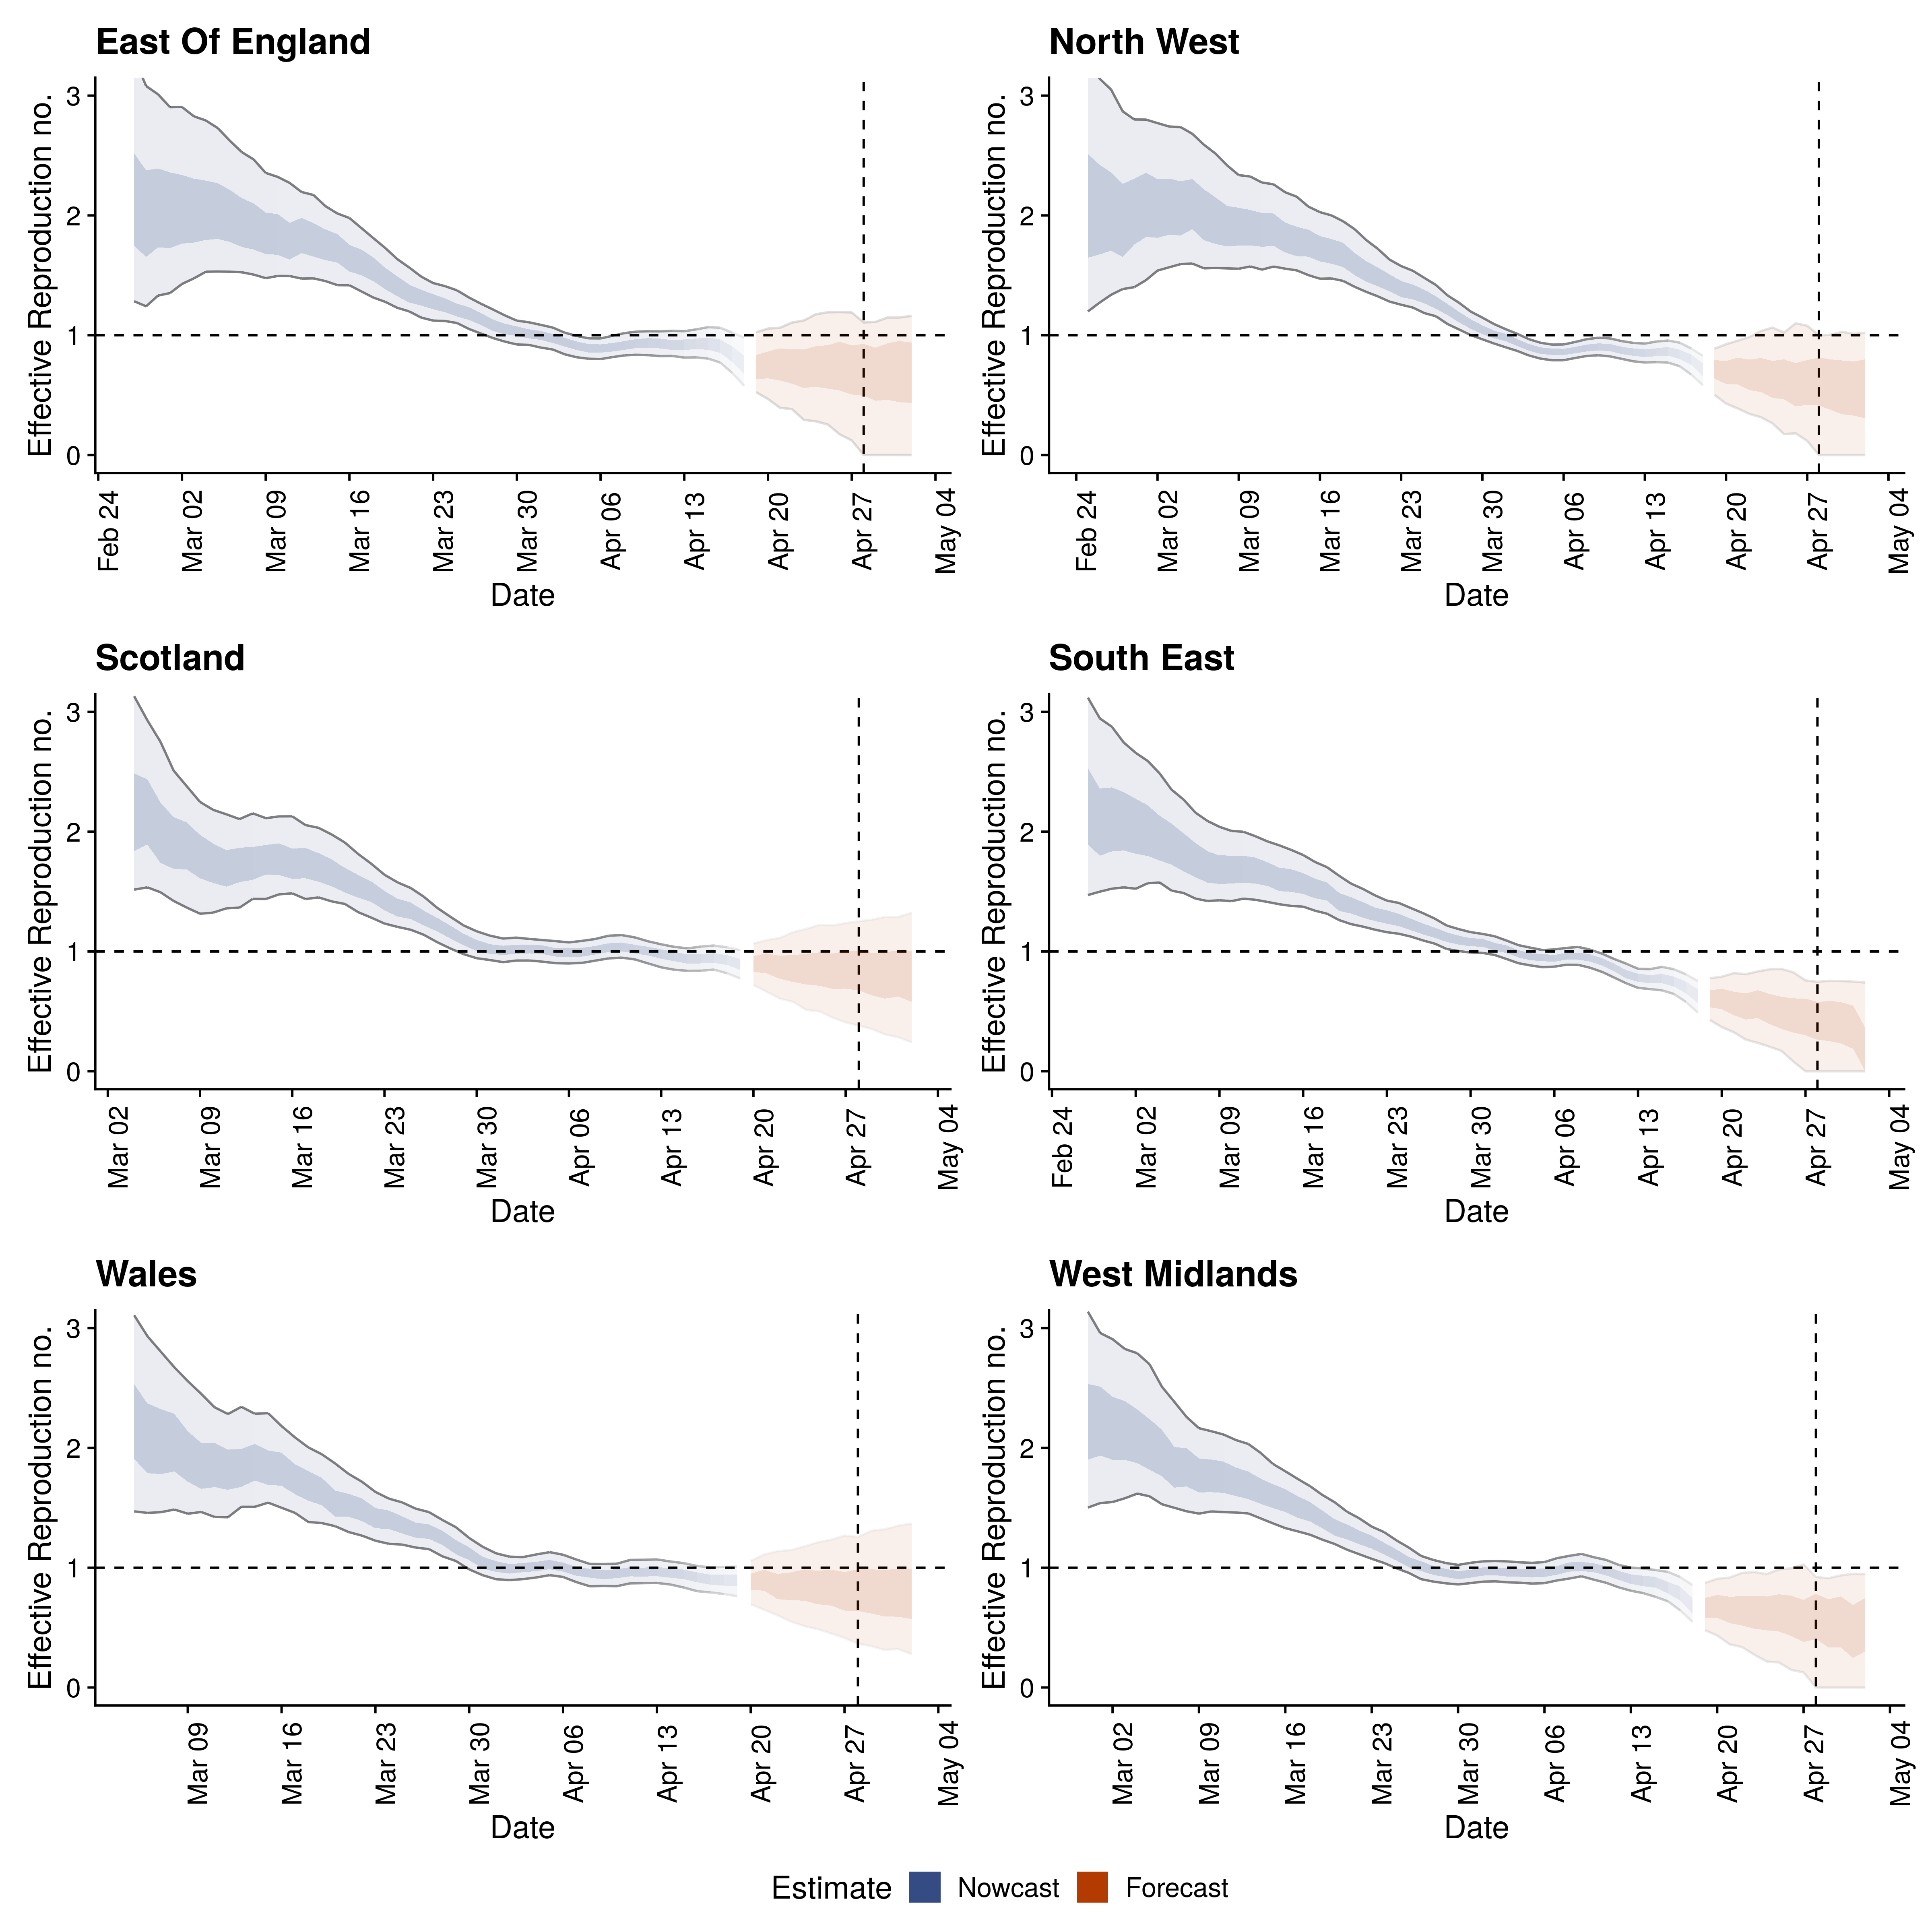 East Of England
Effective Reproduction no.
3
2
1
0
Feb 24
Mar 02
Mar 09
Mar 16
Mar 23
Mar 30
Apr 06
Apr 13
Apr 20
Apr 27
May 04
Date
North West
Effective Reproduction no.
3
2
1
0
Feb 24
Mar 02
Mar 09
Mar 16
Mar 23
Mar 30
Apr 06
Apr 13
Apr 20
Apr 27
May 04
Date
Scotland
Effective Reproduction no.
3
2
1
0
Mar 02
Mar 09
Mar 16
Mar 23
Mar 30
Apr 06
Apr 13
Apr 20
Apr 27
May 04
Date
South East
Effective Reproduction no.
3
2
1
0
Feb 24
Mar 02
Mar 09
Mar 16
Mar 23
Mar 30
Apr 06
Apr 13
Apr 20
Apr 27
May 04
Date
Wales
Effective Reproduction no.
3
2
1
0
Mar 09
Mar 16
Mar 23
Mar 30
Apr 06
Apr 13
Apr 20
Apr 27
May 04
Date
West Midlands
Effective Reproduction no.
3
2
1
0
Mar 02
Mar 09
Mar 16
Mar 23
Mar 30
Apr 06
Apr 13
Apr 20
Apr 27
May 04
Date
Estimate Nowcast Forecast